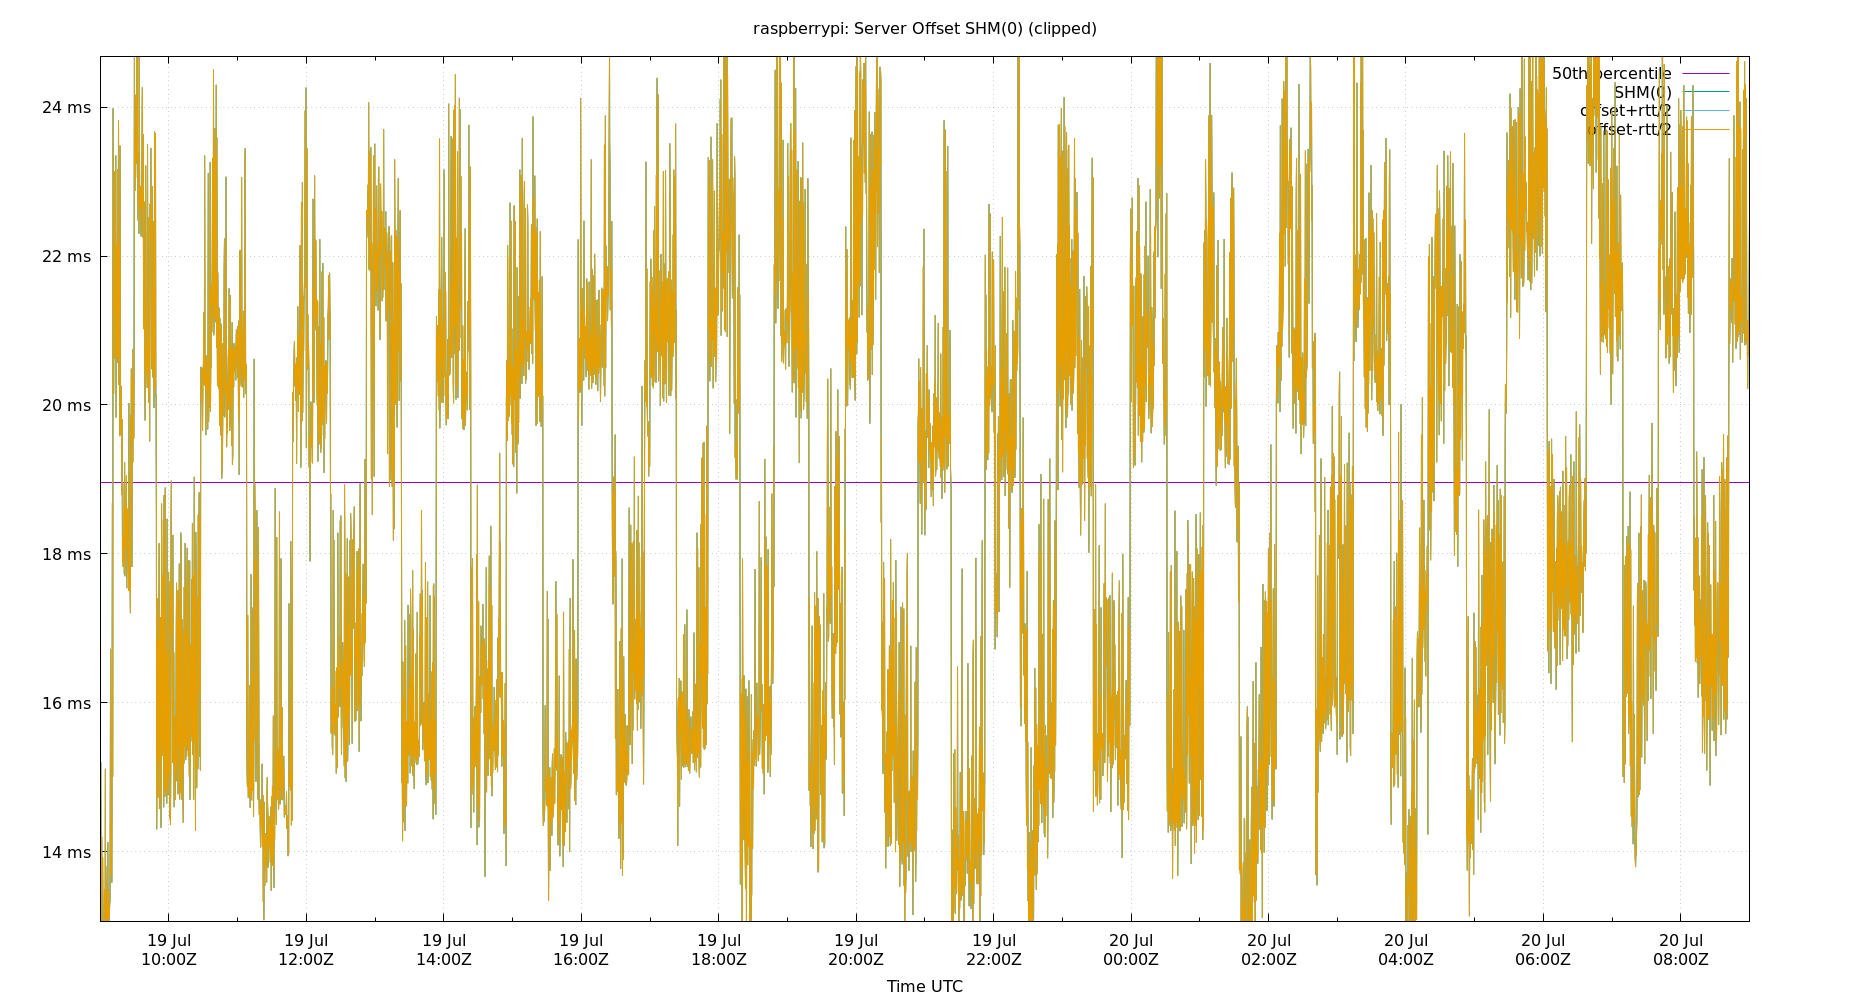 raspberrypi: Server Offset SHM(0) (clipped)
50th percentile
SHM(0)
offset+rtt/2
offset-rtt/2
24 ms
22 ms
20 ms
18 ms
16 ms
14 ms
19 Jul 19 Jul 19 Jul 19 Jul 19 Jul 19 Jul 19 Jul 20 Jul 20 Jul 20 Jul 20 Jul 20 Jul
10:00Z 12:00Z 14:00Z 16:00Z 18:00Z 20:00Z 22:00Z 00:00Z 02:00Z 04:00Z 06:00Z 08:00Z
Time UTC